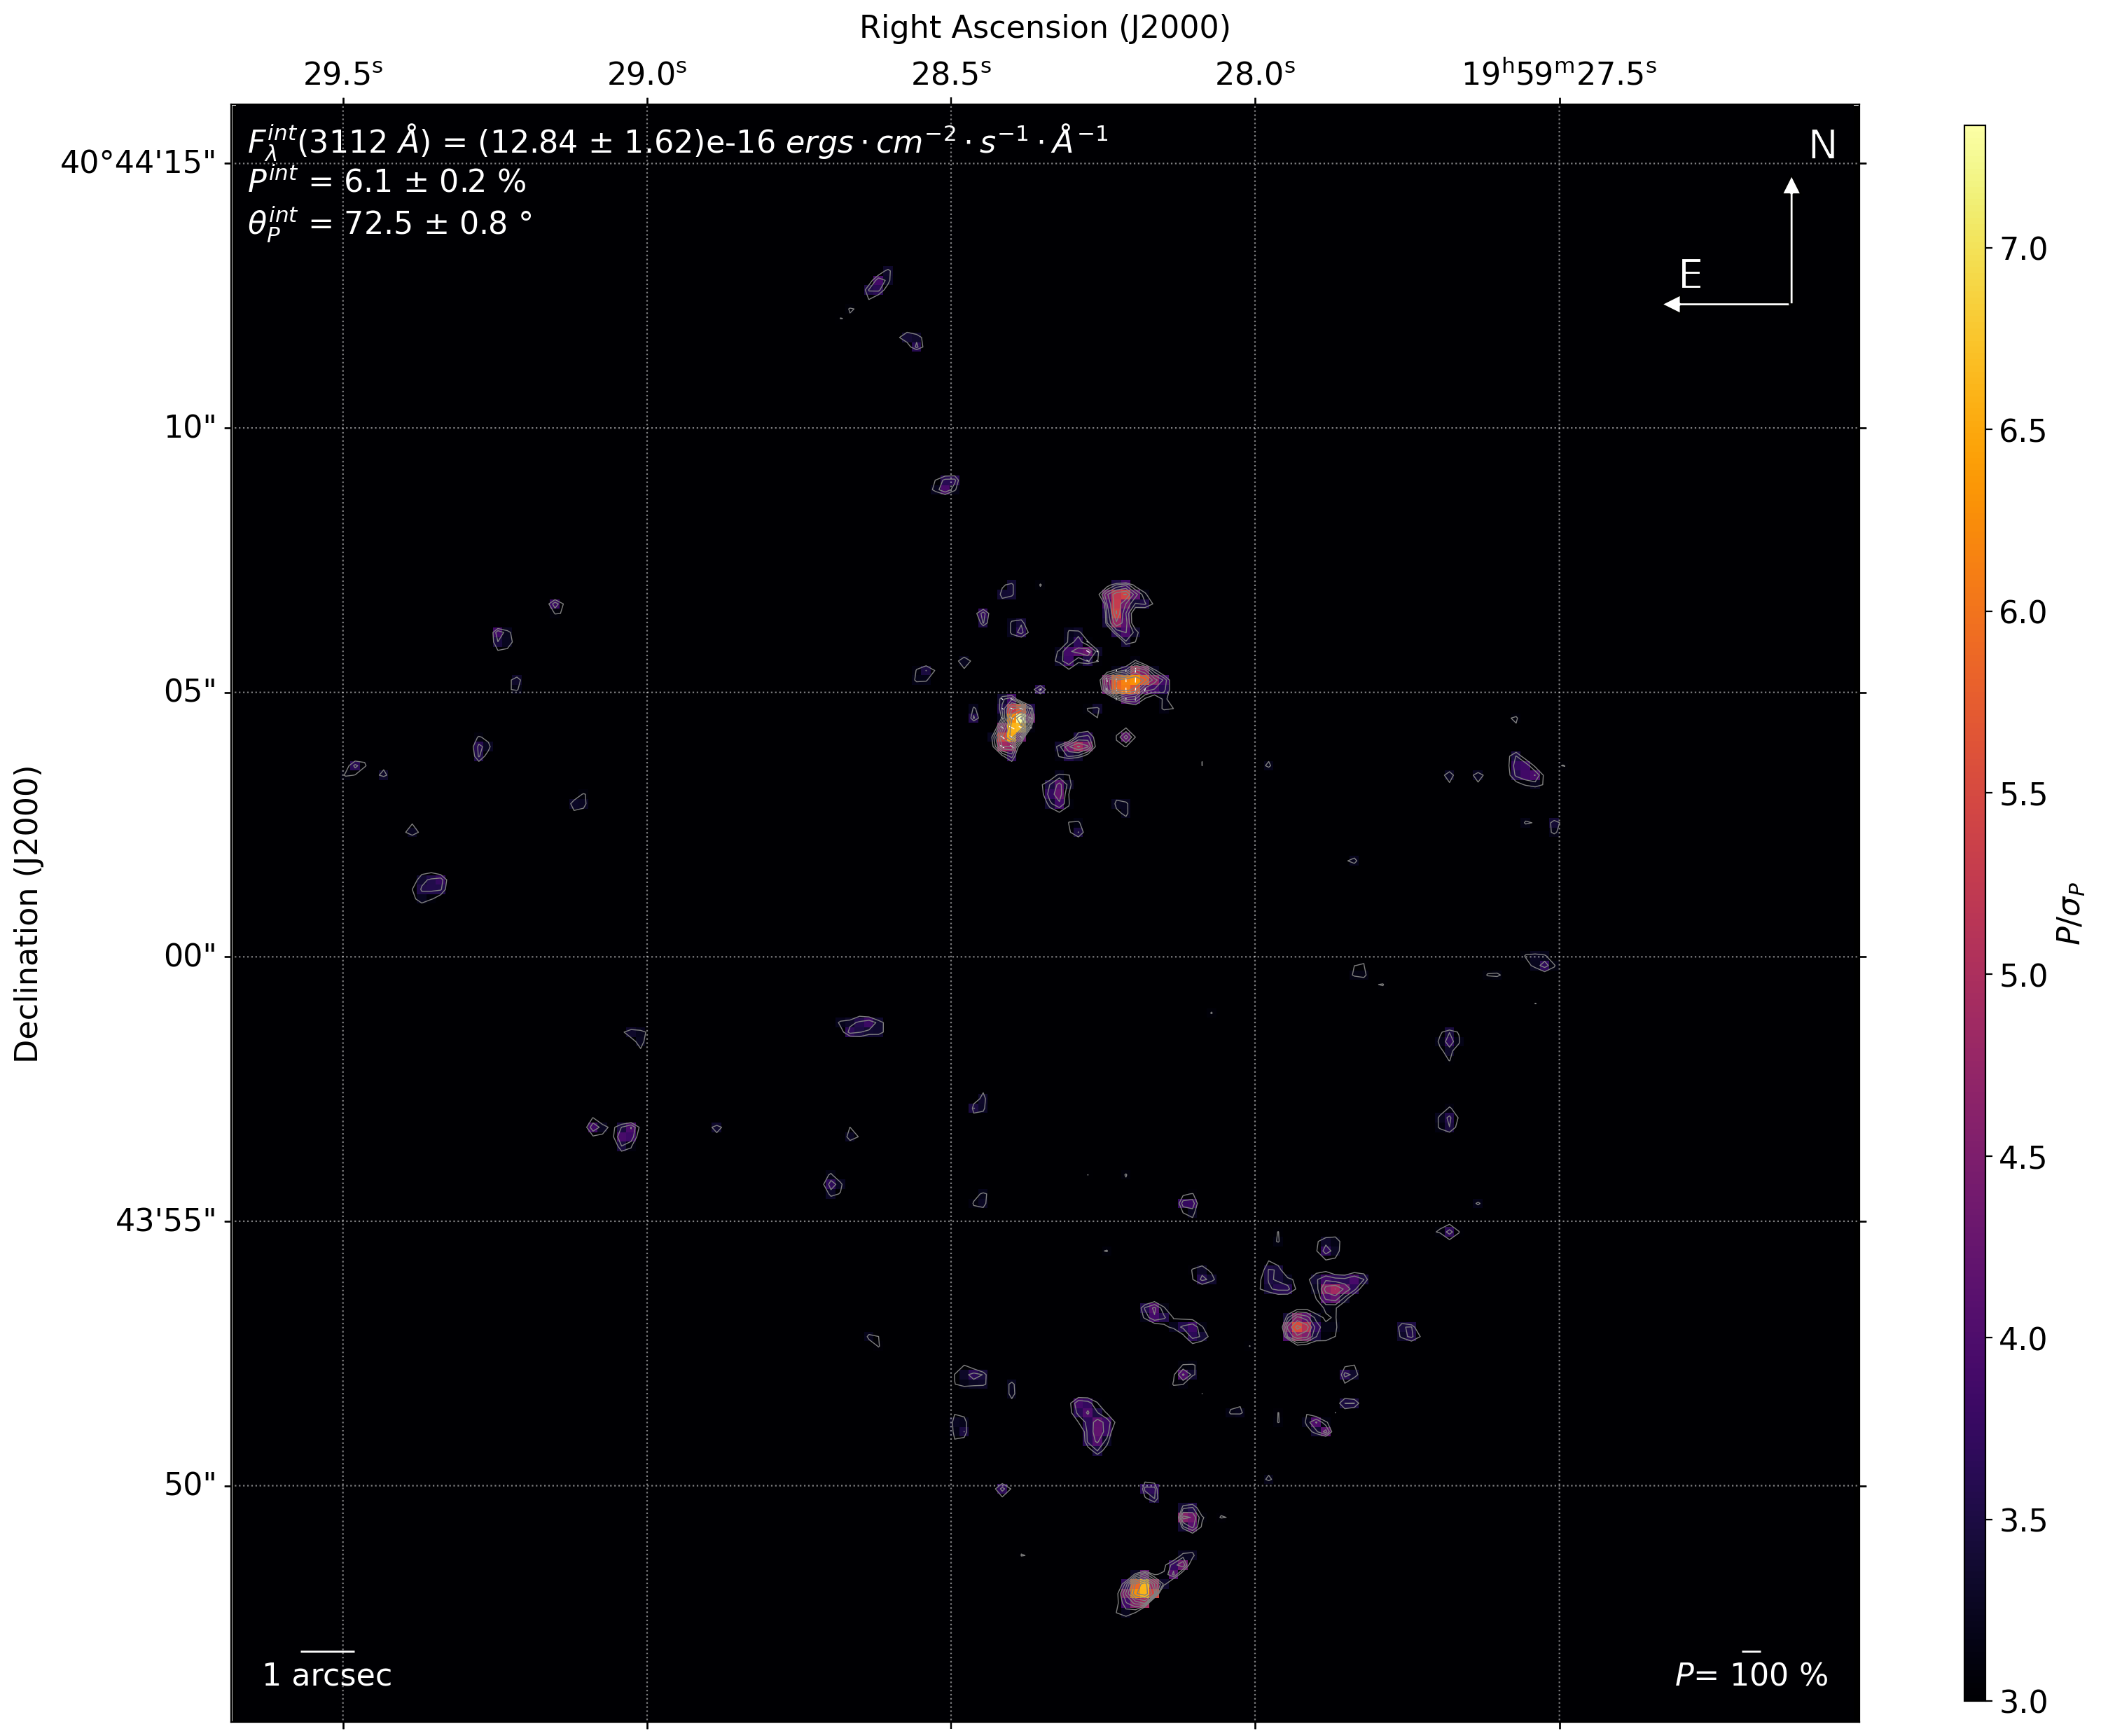 Right Ascension (J2000)
29.5ˢ 29.0ˢ 28.5ˢ 28.0ˢ 19ʰ59ᵐ27.5ˢ
F_λ^int(3112 Å) = (12.84 ± 1.62)e-16 ergs · cm⁻² · s⁻¹ · Å⁻¹
P^int = 6.1 ± 0.2 %
θ_P^int = 72.5 ± 0.8 °
N
E
40°44'15"
10"
05"
00"
43'55"
50"
Declination (J2000)
1 arcsec
P= 100 %
7.0
6.5
6.0
5.5
5.0
4.5
4.0
3.5
3.0
P/σ_P